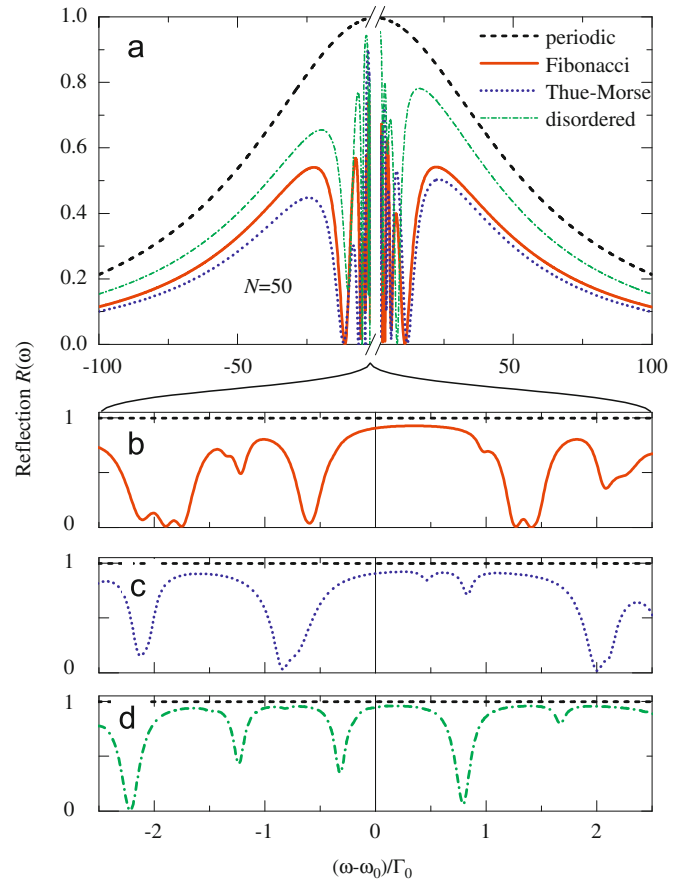 Reflection R(ω)
1.0
0.8
0.6
0.4
0.2
0.0
a
periodic
Fibonacci
Thue-Morse
disordered
N=50
-100
-50
50
100
1
b
0
1
c
0
1
d
0
-2
-1
0
1
2
(ω-ω₀)/Γ₀